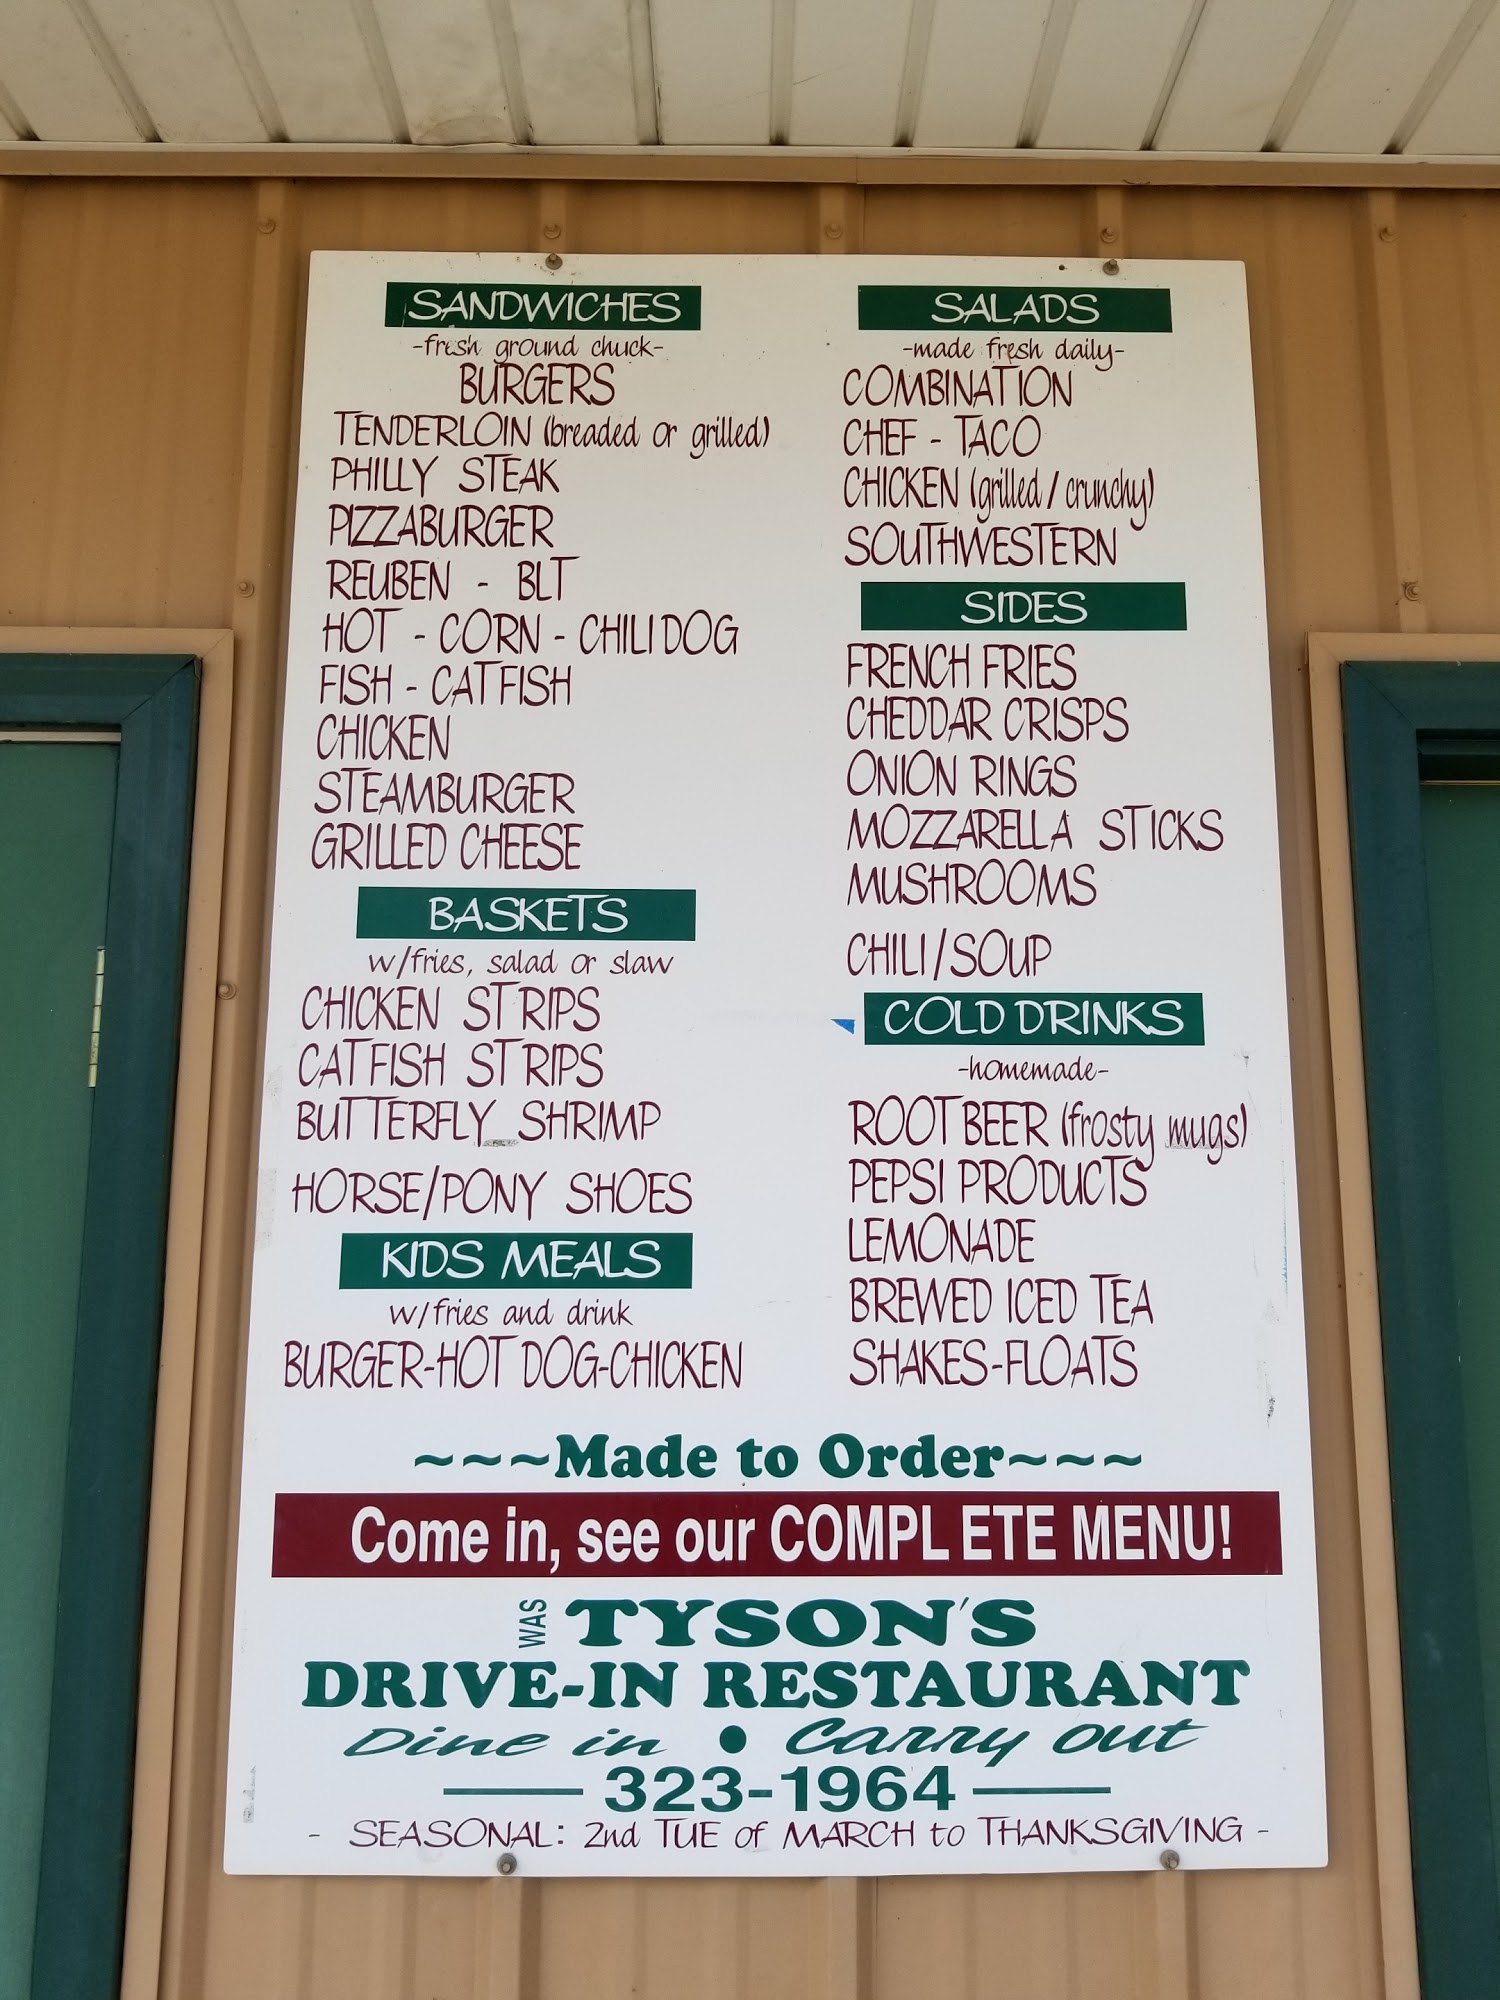 SANDWICHES
-fresh ground chuck-
BURGERS
TENDERLOIN (breaded or grilled)
PHILLY STEAK
PIZZABURGER
REUBEN - BLT
HOT - CORN - CHILI DOG
FISH - CATFISH
CHICKEN
STEAMBURGER
GRILLED CHEESE
BASKETS
w/fries, salad or slaw
CHICKEN STRIPS
CATFISH STRIPS
BUTTERFLY SHRIMP
HORSE/PONY SHOES
KIDS MEALS
w/fries and drink
BURGER-HOT DOG-CHICKEN
SALADS
-made fresh daily-
COMBINATION
CHEF - TACO
CHICKEN (grilled / crunchy)
SOUTHWESTERN
SIDES
FRENCH FRIES
CHEDDAR CRISPS
ONION RINGS
MOZZARELLA STICKS
MUSHROOMS
CHILI/SOUP
COLD DRINKS
-homemade-
ROOT BEER (frosty mugs)
PEPSI PRODUCTS
LEMONADE
BREWED ICED TEA
SHAKES-FLOATS
~~~Made to Order~~~
Come in, see our COMPLETE MENU!
WAS TYSON'S
DRIVE-IN RESTAURANT
Dine in • Carry out
323-1964
- SEASONAL: 2nd TUE of MARCH to THANKSGIVING -